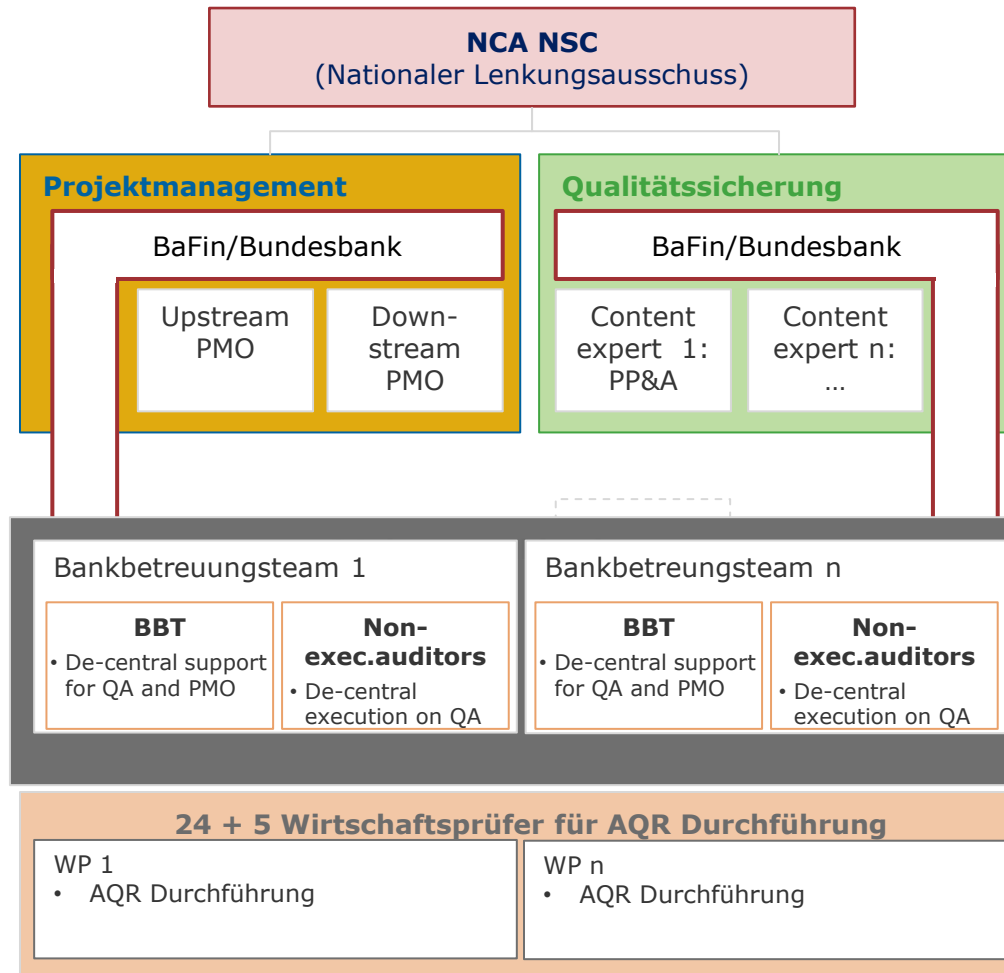 NCA NSC
(Nationaler Lenkungsausschuss)
Projektmanagement
BaFin/Bundesbank
Upstream
PMO
Down-
stream
PMO
Qualitätssicherung
BaFin/Bundesbank
Content
expert 1:
PP&A
Content
expert n:
…
Bankbetreuungsteam 1
BBT
• De-central support
for QA and PMO
Non-
exec.auditors
• De-central
execution on QA
Bankbetreungsteam n
BBT
• De-central support
for QA and PMO
Non-
exec.auditors
• De-central
execution on QA
24 + 5 Wirtschaftsprüfer für AQR Durchführung
WP 1
• AQR Durchführung
WP n
• AQR Durchführung